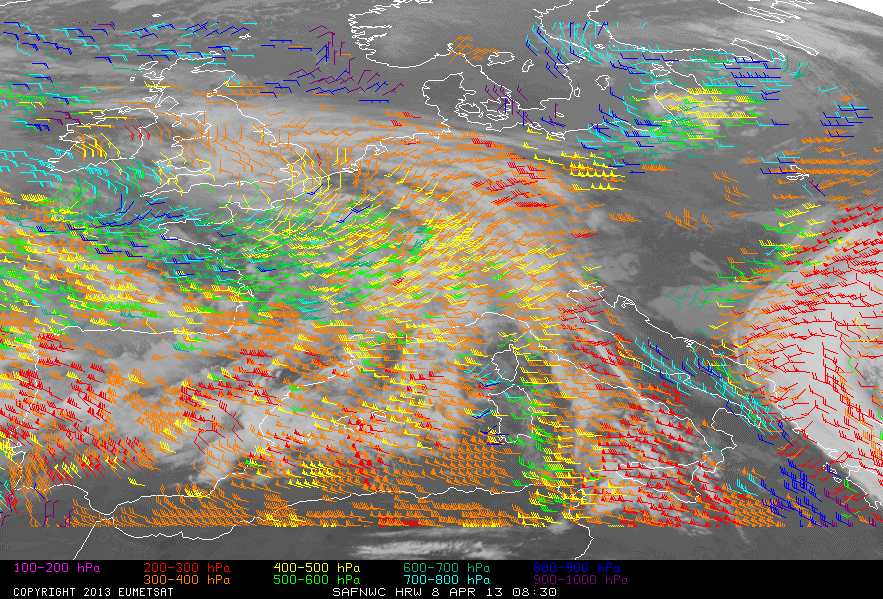 100-200 hPa 200-300 hPa 400-500 hPa 600-700 hPa 800-900 hPa
300-400 hPa 500-600 hPa 700-800 hPa 900-1000 hPa
COPYRIGHT 2013 EUMETSAT SAFNWC HRW 8 APR 13 08:30